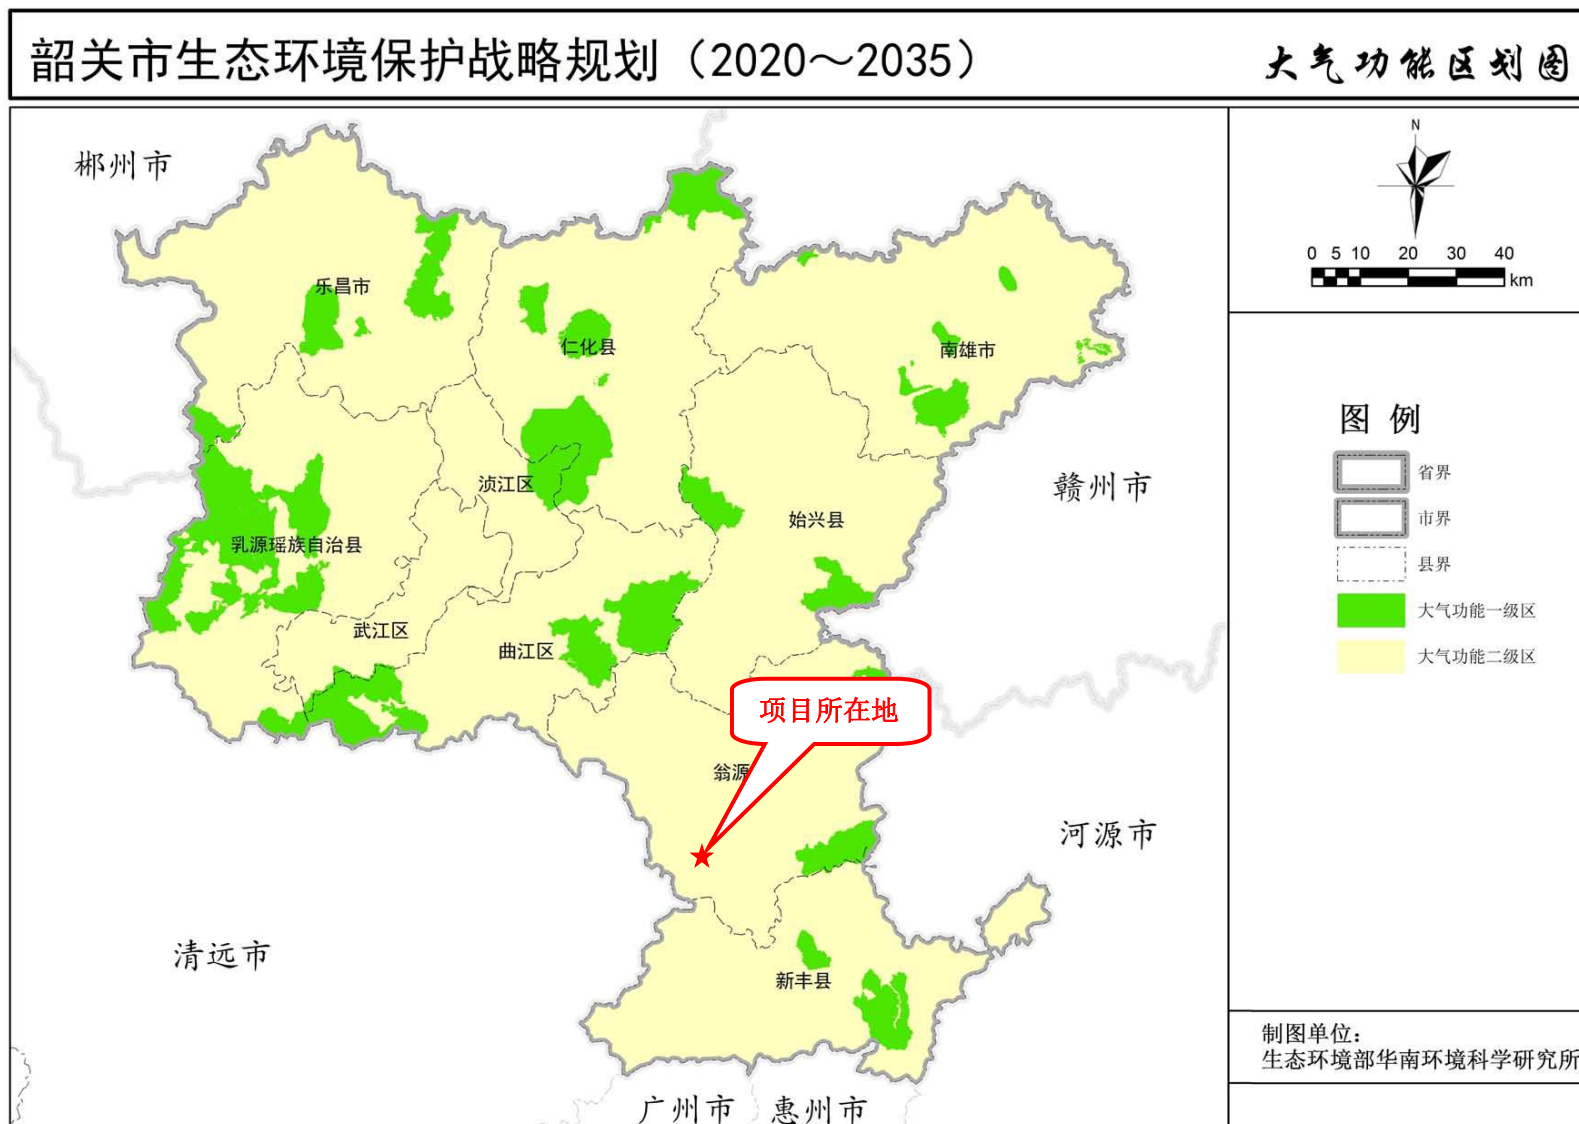 韶关市生态环境保护战略规划（2020～2035）
大气功能区划图
郴州市
N
0 5 10 20 30 40
km
乐昌市
仁化县
南雄市
图 例
省界
市界
县界
大气功能一级区
大气功能二级区
浈江区
赣州市
始兴县
乳源瑶族自治县
武江区
曲江区
项目所在地
翁源
河源市
清远市
新丰县
制图单位：
生态环境部华南环境科学研究所
广州市
惠州市